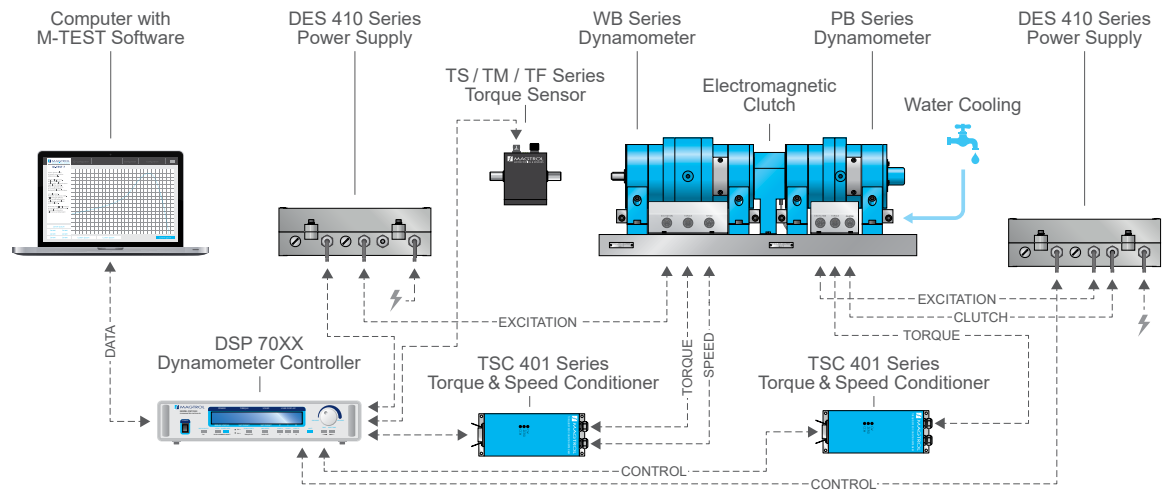 Computer with
M-TEST Software
DES 410 Series
Power Supply
WB Series
Dynamometer
PB Series
Dynamometer
DES 410 Series
Power Supply
TS / TM / TF Series
Torque Sensor
Electromagnetic
Clutch
Water Cooling
MAGTROL
EXCITATION
EXCITATION
CLUTCH
TORQUE
DATA
TORQUE
SPEED
DSP 70XX
Dynamometer Controller
TSC 401 Series
Torque & Speed Conditioner
TSC 401 Series
Torque & Speed Conditioner
MAGTROL
CONTROL
CONTROL